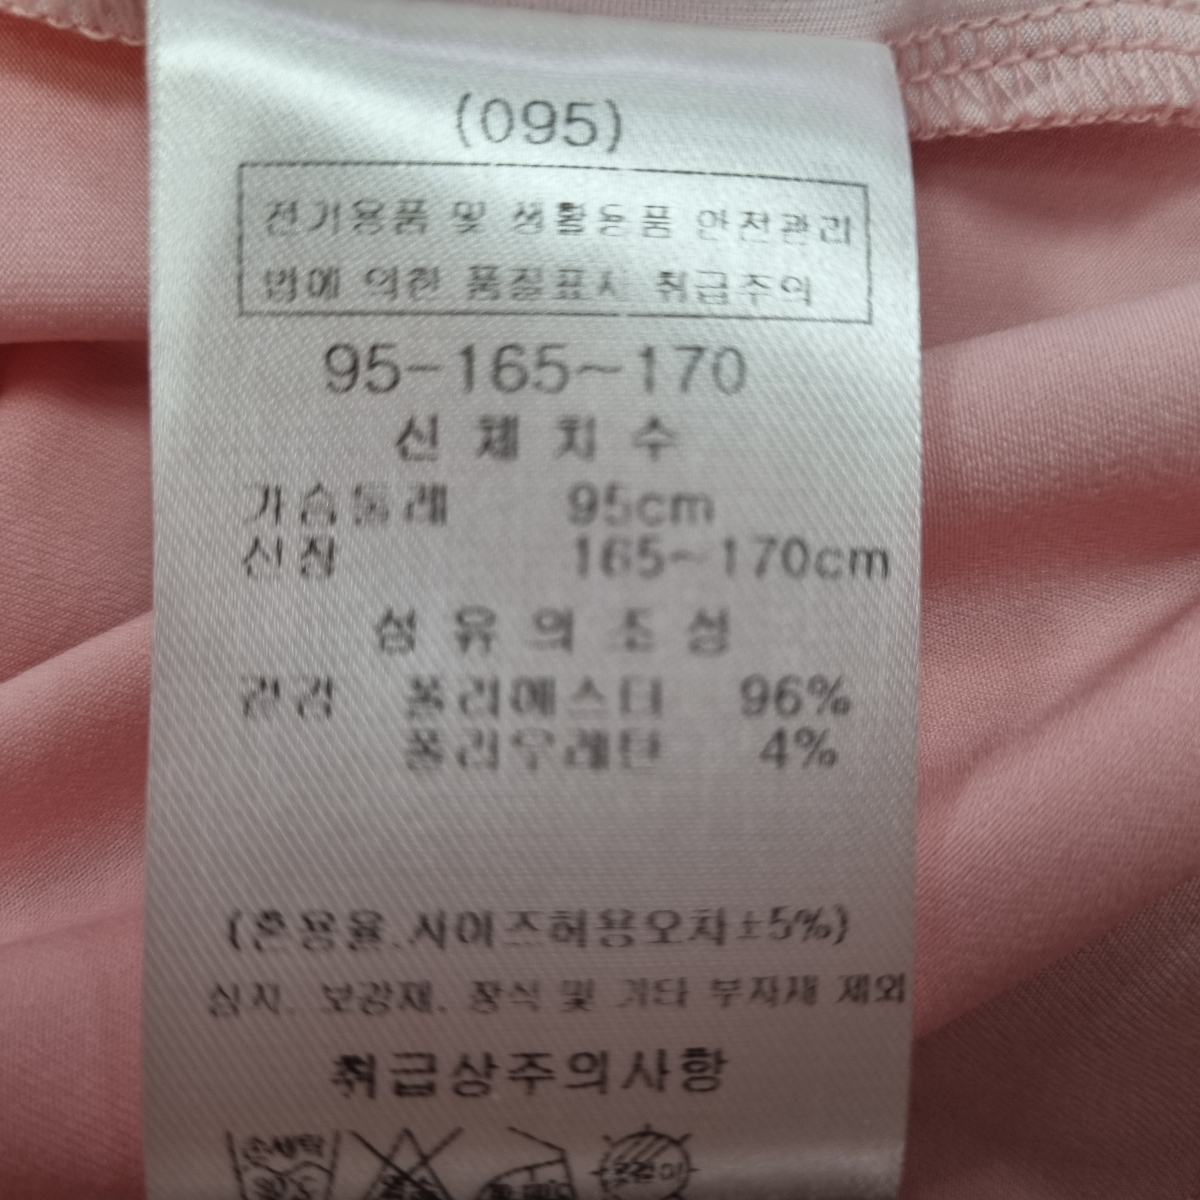 (095)
전기용품 및 생활용품 안전관리
법에 의한 품질표시 취급주의
95-165~170
신체치수
가슴둘레 95cm
신장 165~170cm
섬유의조성
겉감 폴리에스터 96%
폴리우레탄 4%
(혼용율.사이즈허용오차±5%)
심지. 보강재. 장식 및 기타 부자재 제외
취급상주의사항
손세탁